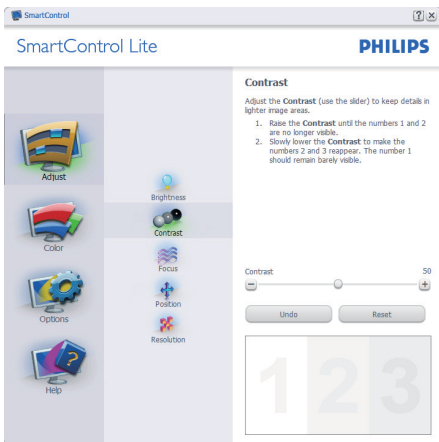 SmartControl
SmartControl Lite
PHILIPS
Adjust
Color
Options
Help
Brightness
Contrast
Focus
Position
Resolution
Contrast
Adjust the Contrast (use the slider) to keep details in
lighter image areas.
1. Raise the Contrast until the numbers 1 and 2
are no longer visible.
2. Slowly lower the Contrast to make the
numbers 2 and 3 reappear. The number 1
should remain barely visible.
Contrast 50
Undo Reset
1 2 3